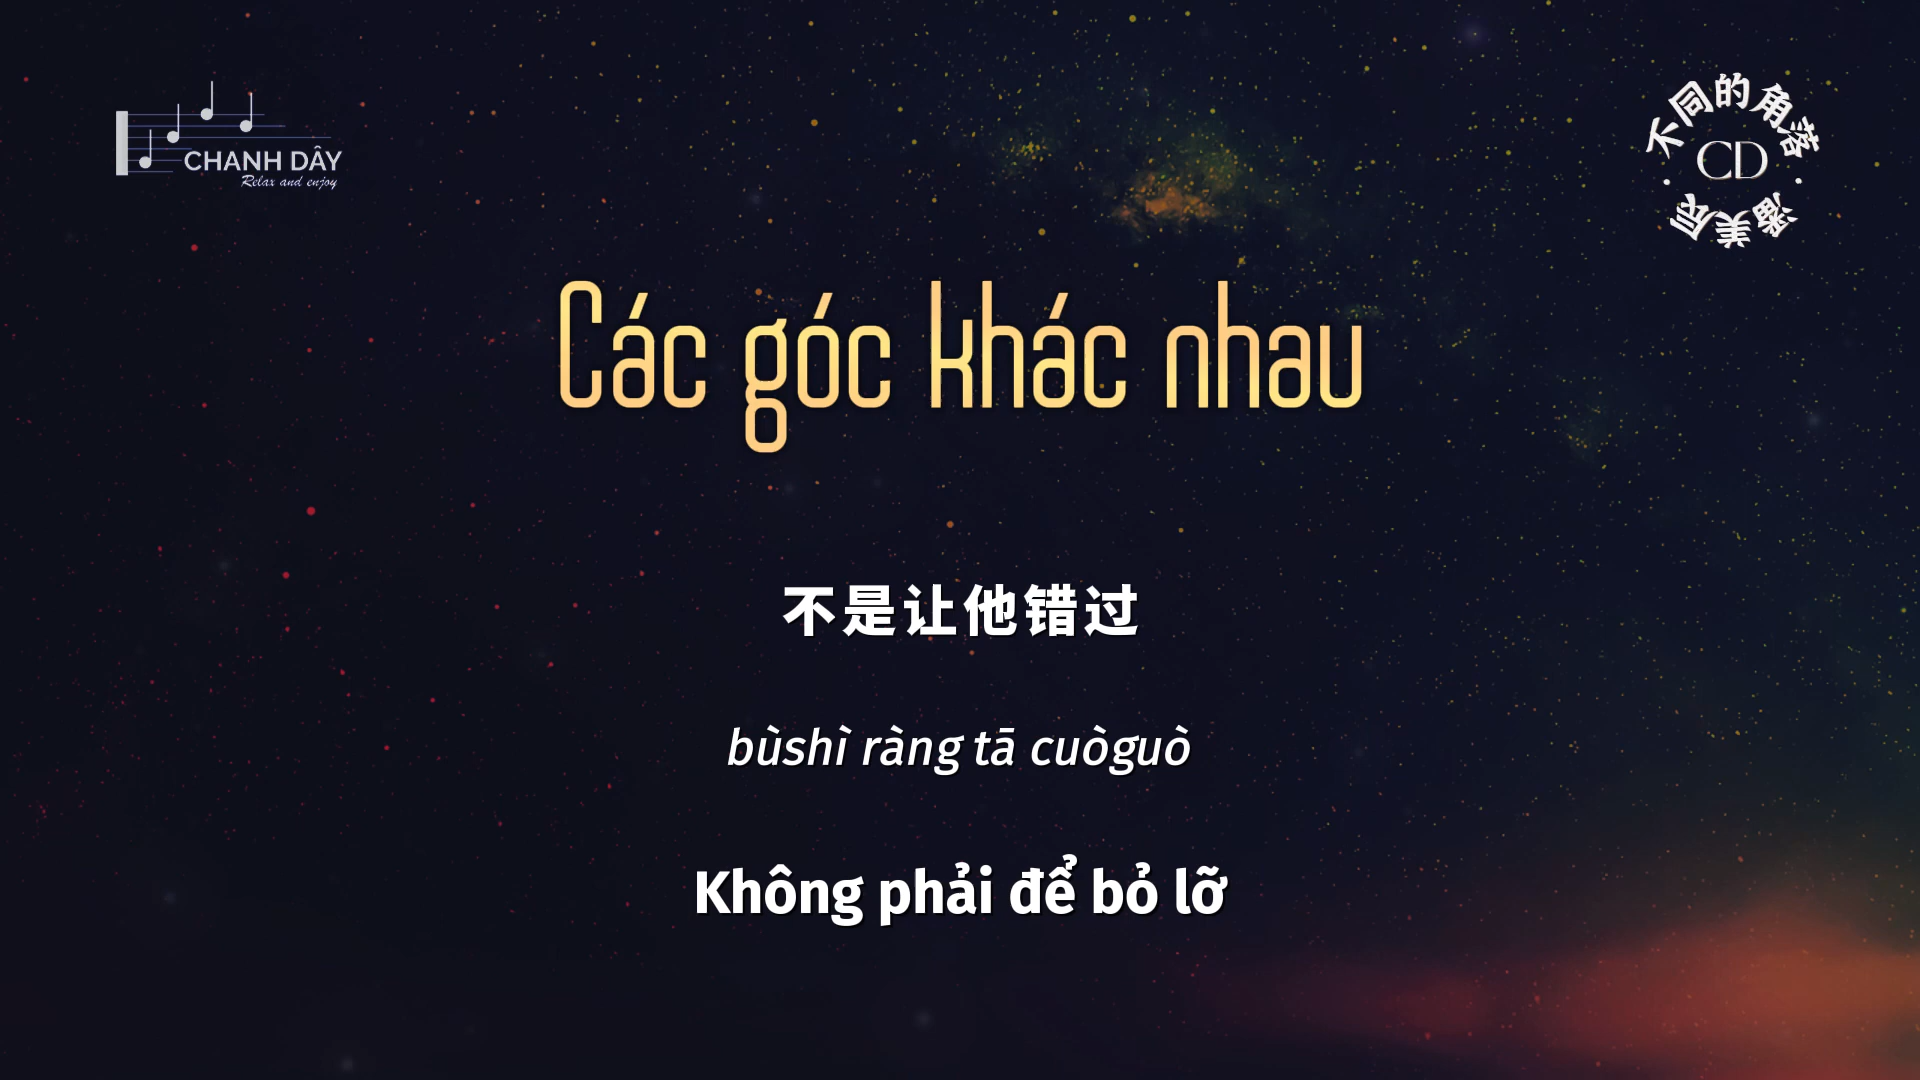 CHANH DÂY
Relax and enjoy
不同的角落
CD
潘美辰
Các góc khác nhau
不是让他错过
bùshì ràng tā cuòguò
Không phải để bỏ lỡ